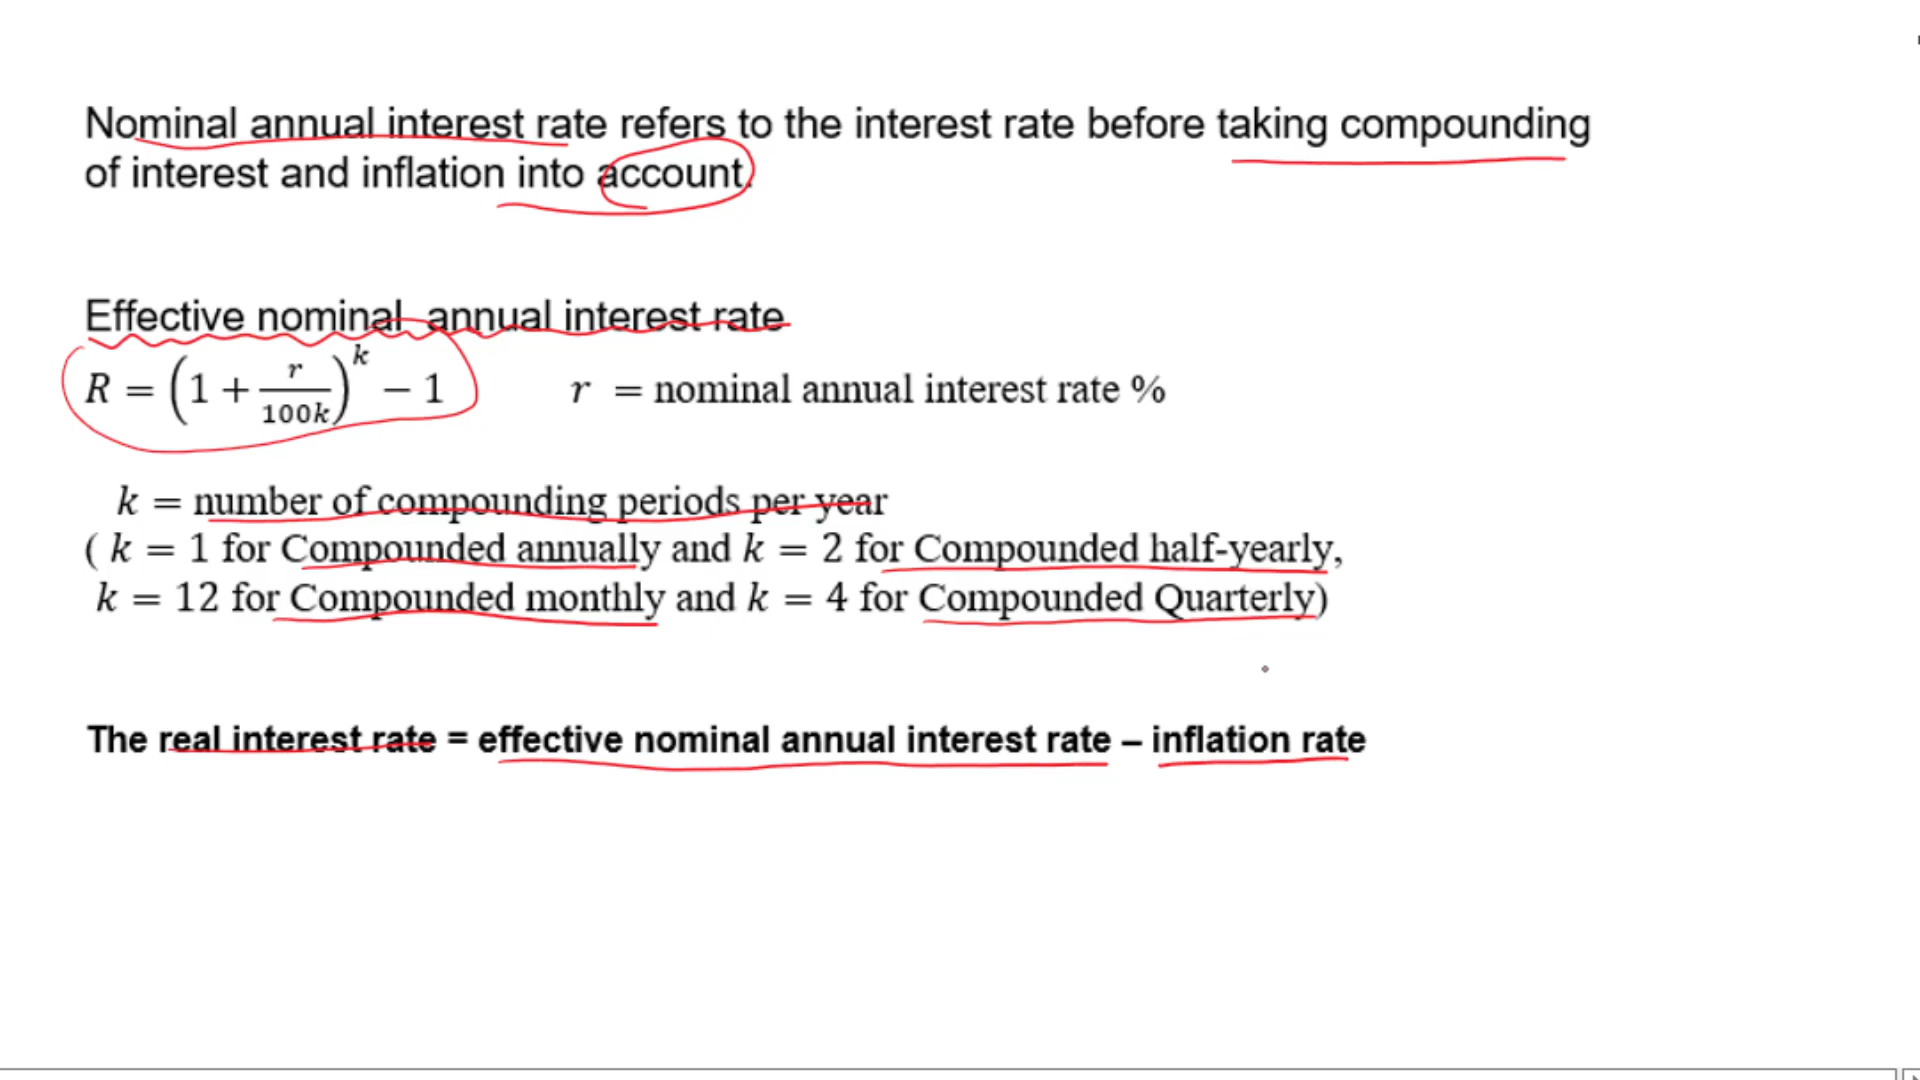 Nominal annual interest rate refers to the interest rate before taking compounding
of interest and inflation into account.
Effective nominal annual interest rate
R = (1 + r/100k)^k − 1 r = nominal annual interest rate %
k = number of compounding periods per year
( k = 1 for Compounded annually and k = 2 for Compounded half-yearly,
k = 12 for Compounded monthly and k = 4 for Compounded Quarterly)
The real interest rate = effective nominal annual interest rate – inflation rate